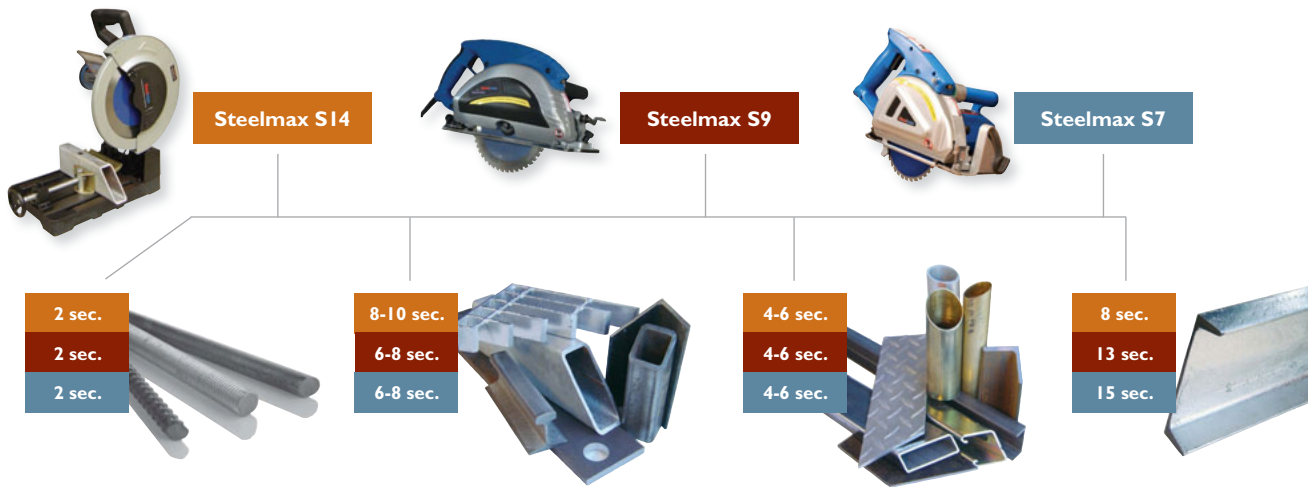 Steelmax S14
Steelmax S9
Steelmax S7
2 sec.
2 sec.
2 sec.
8-10 sec.
6-8 sec.
6-8 sec.
4-6 sec.
4-6 sec.
4-6 sec.
8 sec.
13 sec.
15 sec.